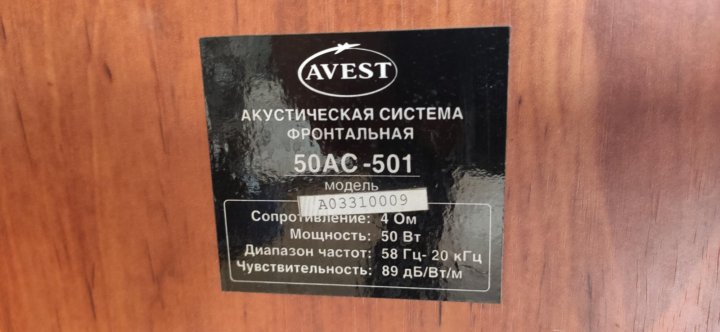 AVEST
АКУСТИЧЕСКАЯ СИСТЕМА
ФРОНТАЛЬНАЯ
50АС -501
модель
A03310009
Сопротивление: 4 Ом
Мощность: 50 Вт
Диапазон частот: 58 Гц- 20 кГц
Чувствительность: 89 дБ/Вт/м